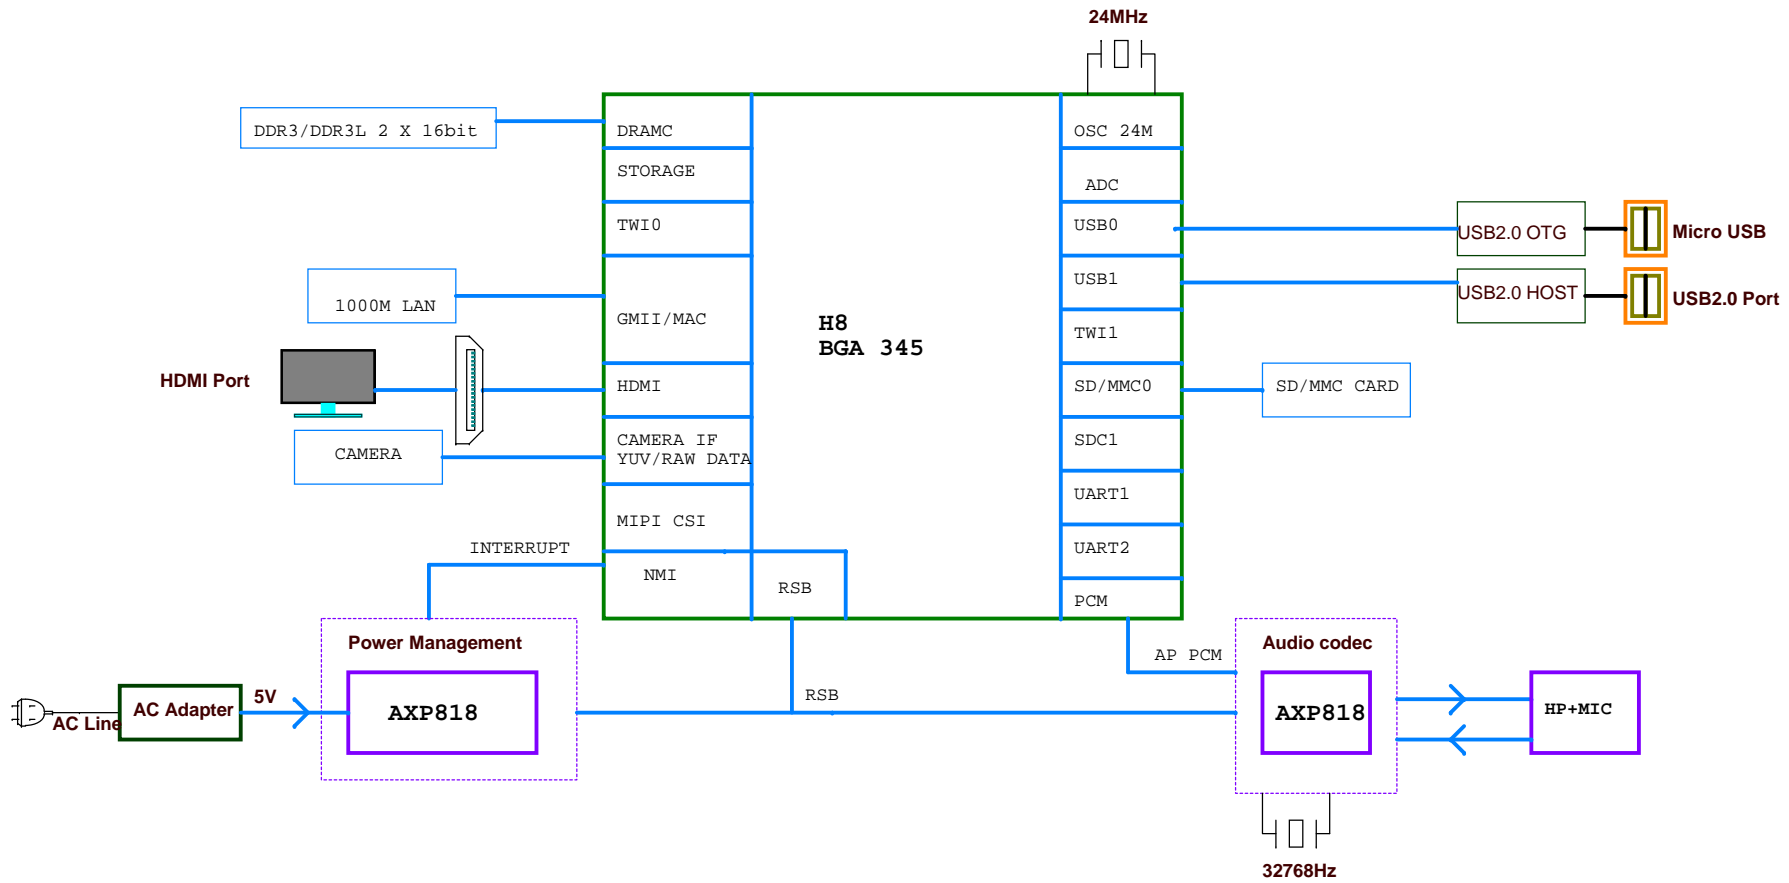 24MHz
DDR3/DDR3L 2 X 16bit
DRAMC
OSC 24M
STORAGE
ADC
TWI0
USB0
USB2.0 OTG
Micro USB
1000M LAN
GMII/MAC
USB1
USB2.0 HOST
USB2.0 Port
H8
BGA 345
TWI1
HDMI Port
HDMI
SD/MMC0
SD/MMC CARD
CAMERA
CAMERA IF
YUV/RAW DATA
SDC1
UART1
MIPI CSI
INTERRUPT
UART2
NMI
RSB
PCM
Power Management
AP PCM
Audio codec
AC Line
AC Adapter
5V
AXP818
RSB
AXP818
HP+MIC
32768Hz